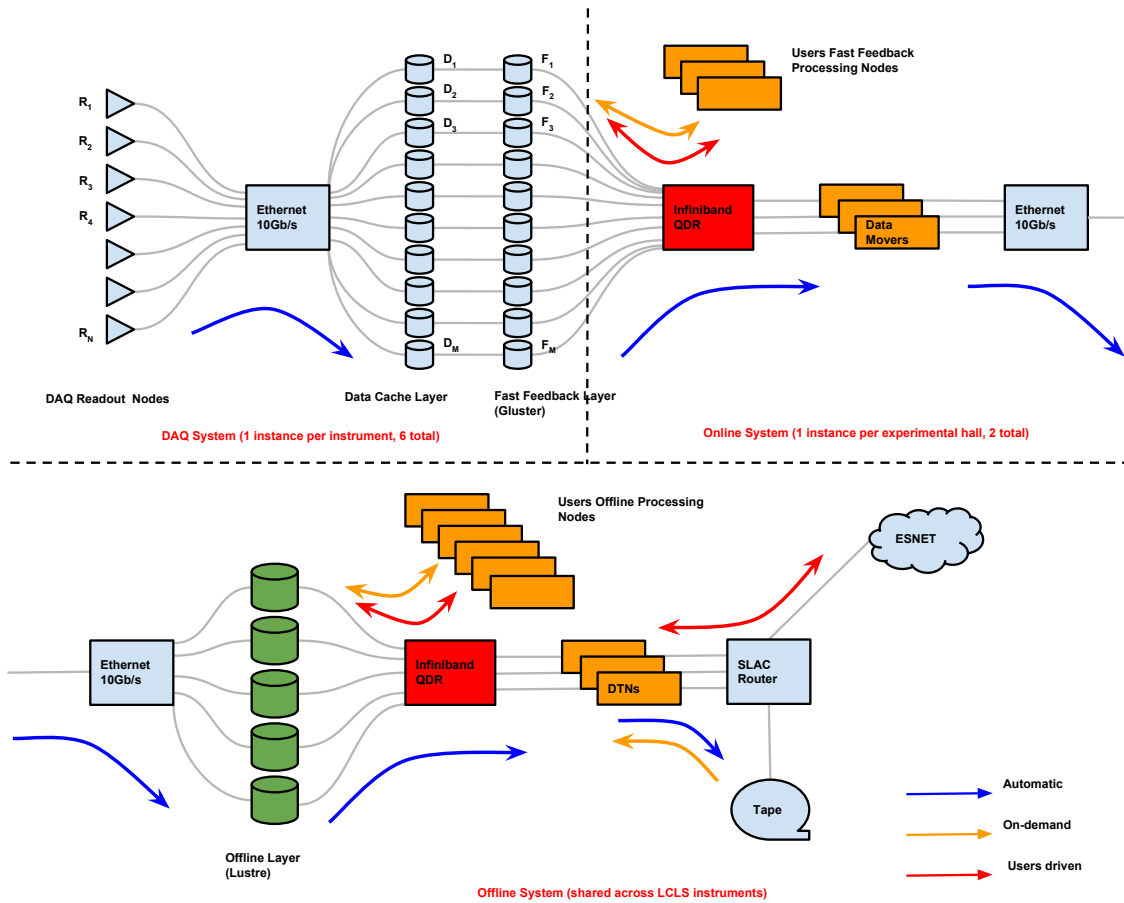 D1
F1
Users Fast Feedback
Processing Nodes
R1
D2
F2
R2
D3
F3
R3
R4
Ethernet
10Gb/s
Infiniband
QDR
Data
Movers
Ethernet
10Gb/s
RN
DM
FM
DAQ Readout Nodes
Data Cache Layer
Fast Feedback Layer
(Gluster)
DAQ System (1 instance per instrument, 6 total)
Online System (1 instance per experimental hall, 2 total)
Users Offline Processing
Nodes
ESNET
Ethernet
10Gb/s
Infiniband
QDR
DTNs
SLAC
Router
Tape
Automatic
On-demand
Users driven
Offline Layer
(Lustre)
Offline System (shared across LCLS instruments)